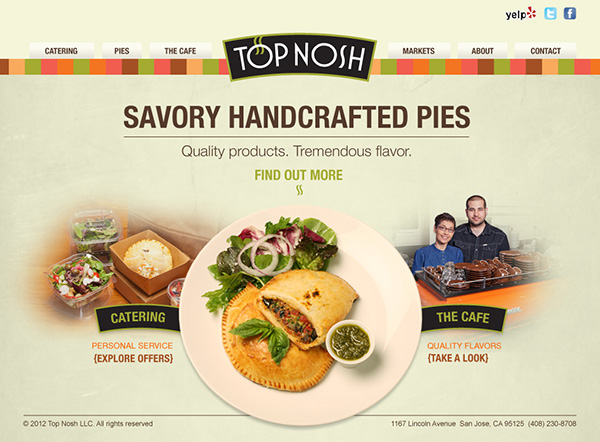 yelp
CATERING PIES THE CAFE TOP NOSH MARKETS ABOUT CONTACT
SAVORY HANDCRAFTED PIES
Quality products. Tremendous flavor.
FIND OUT MORE
CATERING
PERSONAL SERVICE
{EXPLORE OFFERS}
THE CAFE
QUALITY FLAVORS
{TAKE A LOOK}
© 2012 Top Nosh LLC. All rights reserved
1167 Lincoln Avenue San Jose, CA 95125 (408) 230-8708